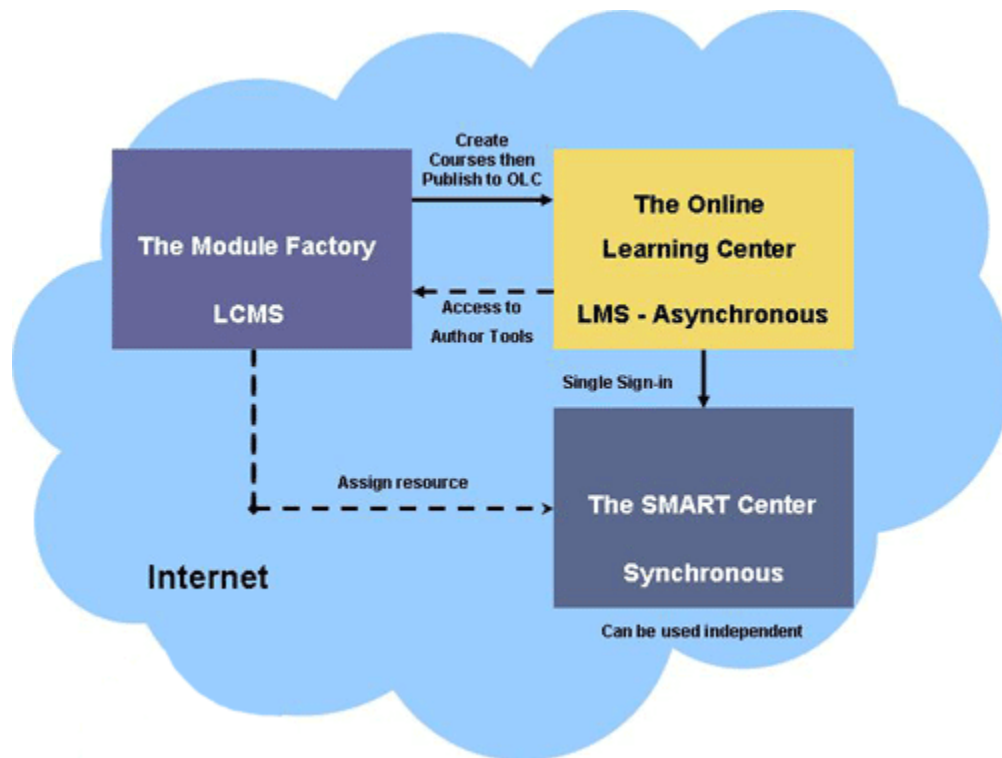 Create
Courses then
Publish to OLC
The Module Factory
LCMS
The Online
Learning Center
LMS - Asynchronous
Access to
Author Tools
Single Sign-in
Assign resource
The SMART Center
Synchronous
Internet
Can be used independent